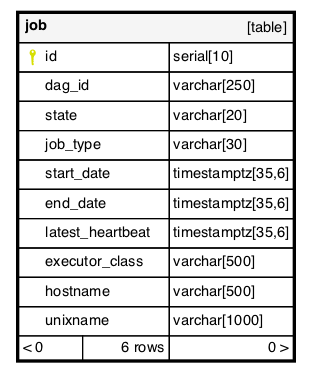 job [table]
id serial[10]
dag_id varchar[250]
state varchar[20]
job_type varchar[30]
start_date timestamptz[35,6]
end_date timestamptz[35,6]
latest_heartbeat timestamptz[35,6]
executor_class varchar[500]
hostname varchar[500]
unixname varchar[1000]
< 0 6 rows 0 >